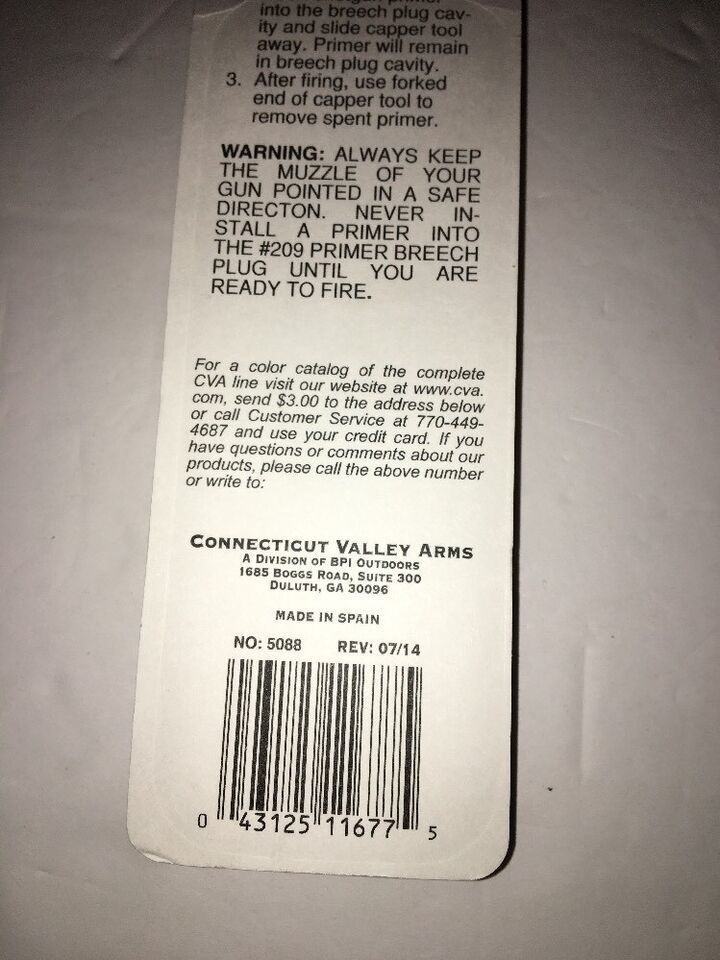 into the breech plug cav-
ity and slide capper tool
away. Primer will remain
in breech plug cavity.
3. After firing, use forked
end of capper tool to
remove spent primer.
WARNING: ALWAYS KEEP
THE MUZZLE OF YOUR
GUN POINTED IN A SAFE
DIRECTON. NEVER IN-
STALL A PRIMER INTO
THE #209 PRIMER BREECH
PLUG UNTIL YOU ARE
READY TO FIRE.
For a color catalog of the complete
CVA line visit our website at www.cva.
com, send $3.00 to the address below
or call Customer Service at 770-449-
4687 and use your credit card. If you
have questions or comments about our
products, please call the above number
or write to:
CONNECTICUT VALLEY ARMS
A DIVISION OF BPI OUTDOORS
1685 BOGGS ROAD, SUITE 300
DULUTH, GA 30096
MADE IN SPAIN
NO: 5088 REV: 07/14
0 43125 11677 5